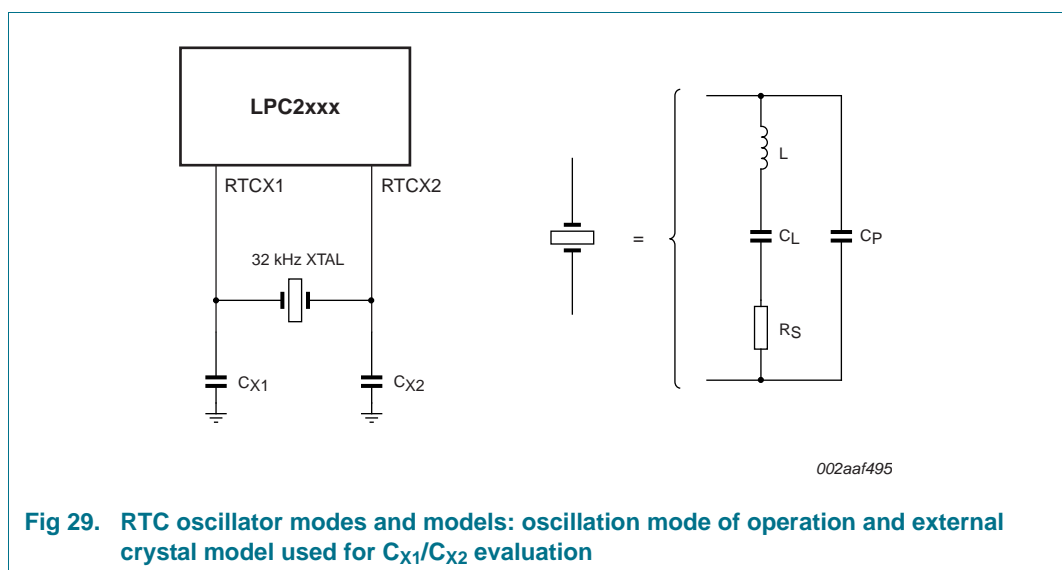 LPC2xxx
RTCX1
RTCX2
32 kHz XTAL
CX1
CX2
=
L
CL
CP
RS
002aaf495
Fig 29. RTC oscillator modes and models: oscillation mode of operation and external
crystal model used for CX1/CX2 evaluation